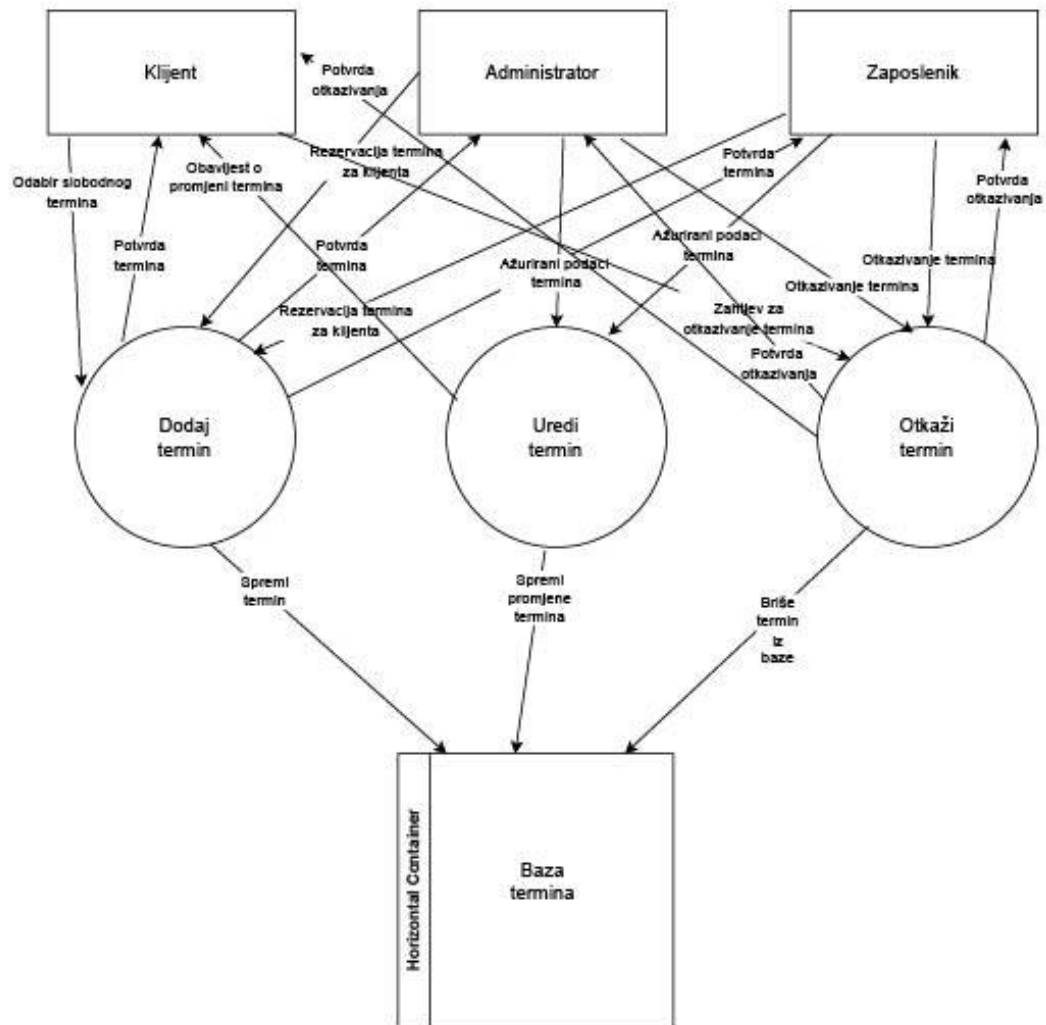 Klijent
Administrator
Zaposlenik
Potvrda
otkazivanja
Odabir slobodnog
termina
Obavijest o
promjeni termina
Rezervacija termina
za klijenta
Potvrda
termina
Potvrda
otkazivanja
Potvrda
termina
Potvrda
termina
Ažurirani podaci
termina
Ažurirani podaci
termina
Otkazivanje termina
Otkazivanje termina
Rezervacija termina
za klijenta
Zahtjev za
otkazivanje termina
Potvrda
otkazivanja
Dodaj
termin
Uredi
termin
Otkaži
termin
Spremi
termin
Spremi
promjene
termina
Briše
termin
iz
baze
Horizontal Container
Baza
termina